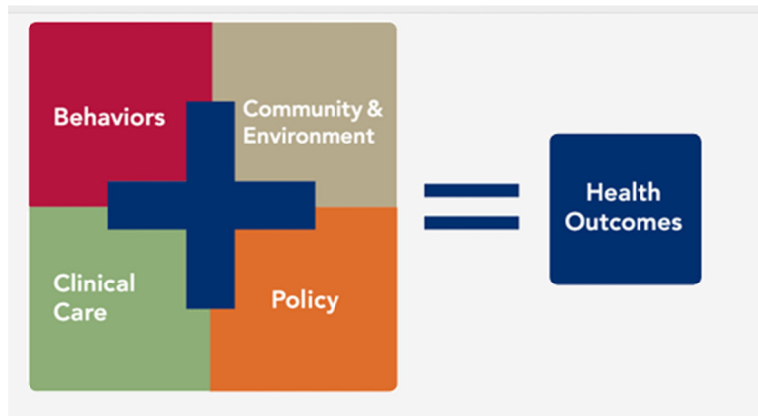 Behaviors
Community &
Environment
Clinical
Care
Policy
Health
Outcomes